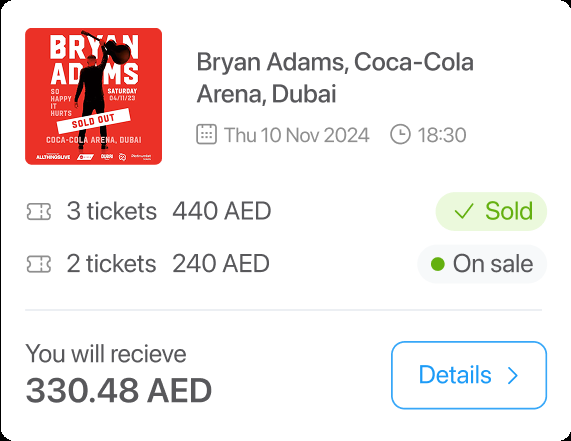 BRYAN
ADAMS
SO
HAPPY
IT
HURTS
SATURDAY
04/11/23
SOLD OUT
COCA-COLA ARENA, DUBAI
ALLTHINGSLIVE
DUBAI
Bryan Adams, Coca-Cola
Arena, Dubai
Thu 10 Nov 2024 18:30
3 tickets 440 AED Sold
2 tickets 240 AED On sale
You will recieve
330.48 AED
Details